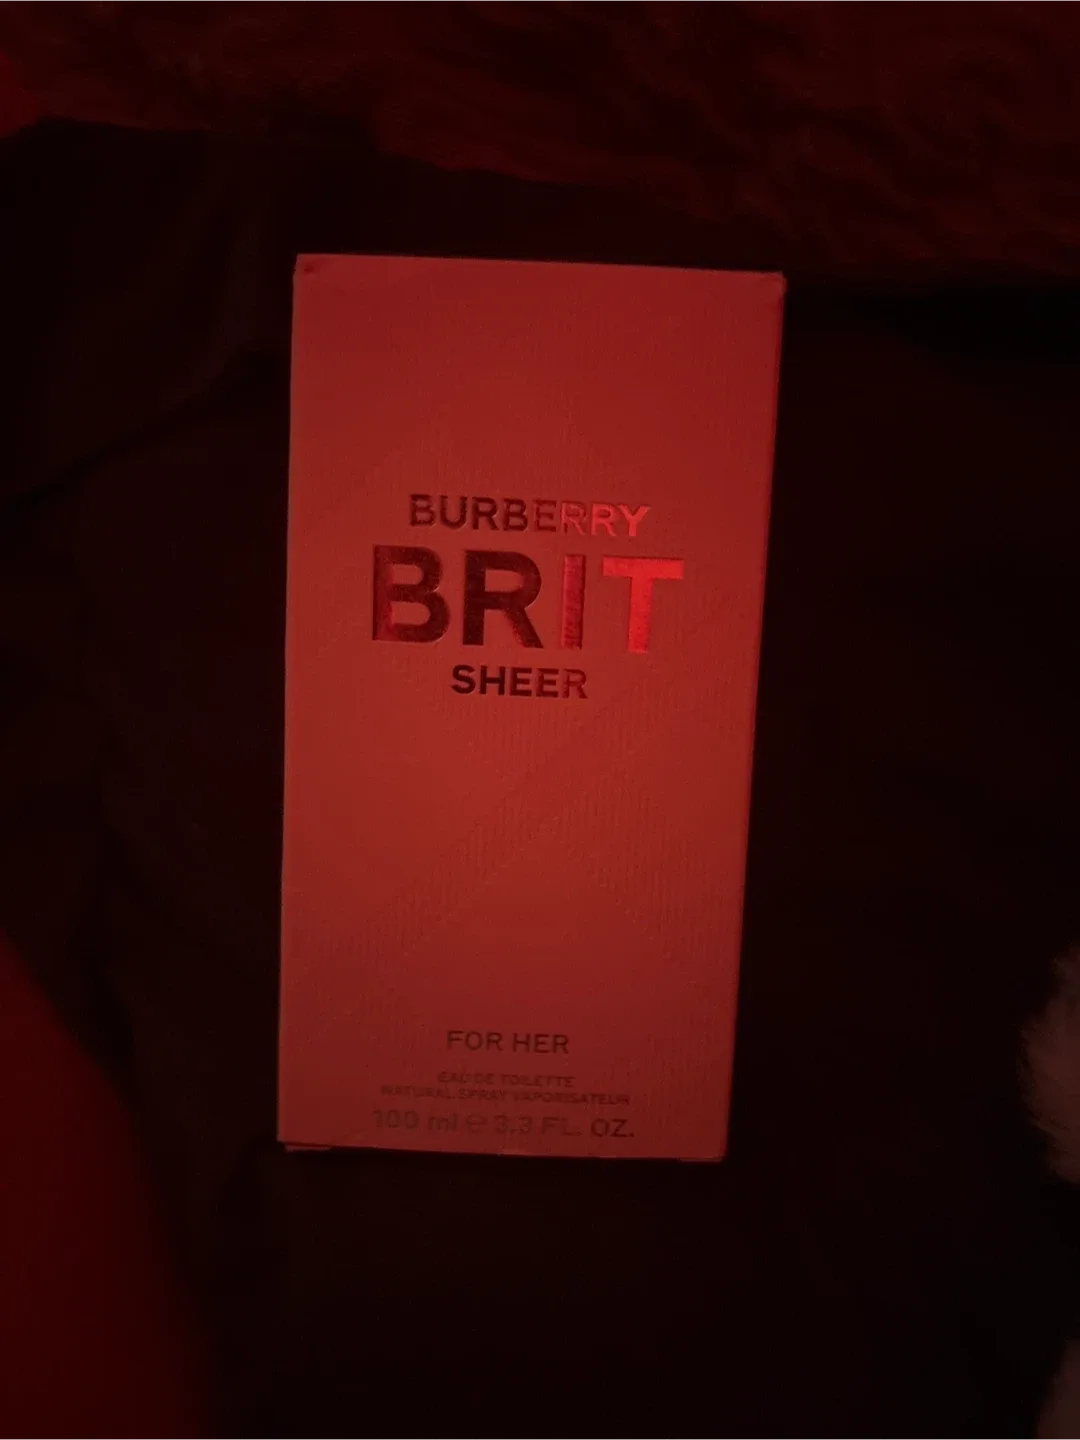 BURBERRY
BRIT
SHEER
FOR HER
EAU DE TOILETTE
NATURAL SPRAY VAPORISATEUR
100 ml ℮ 3.3 FL. OZ.